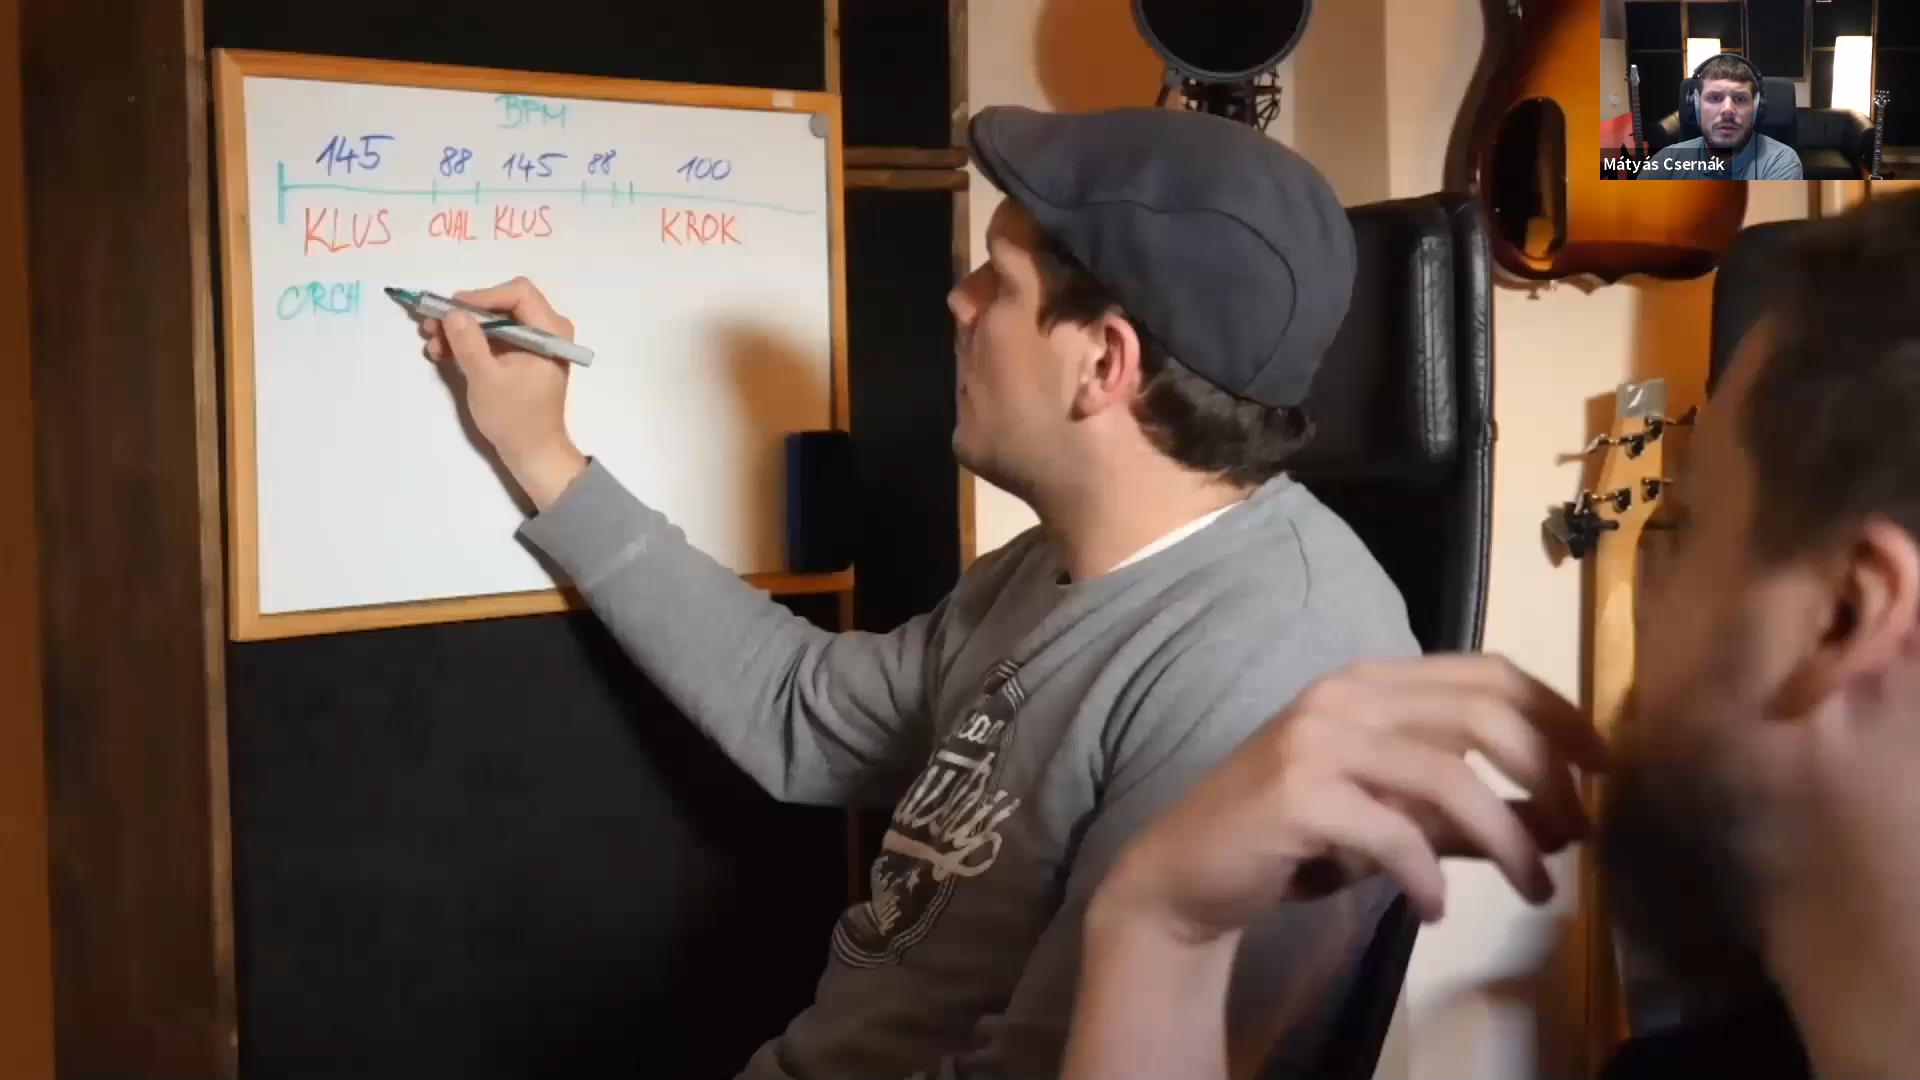 BPM
145 88 145 88 100
KLUS CVAL KLUS KROK
ORCH
Mátyás Csernák